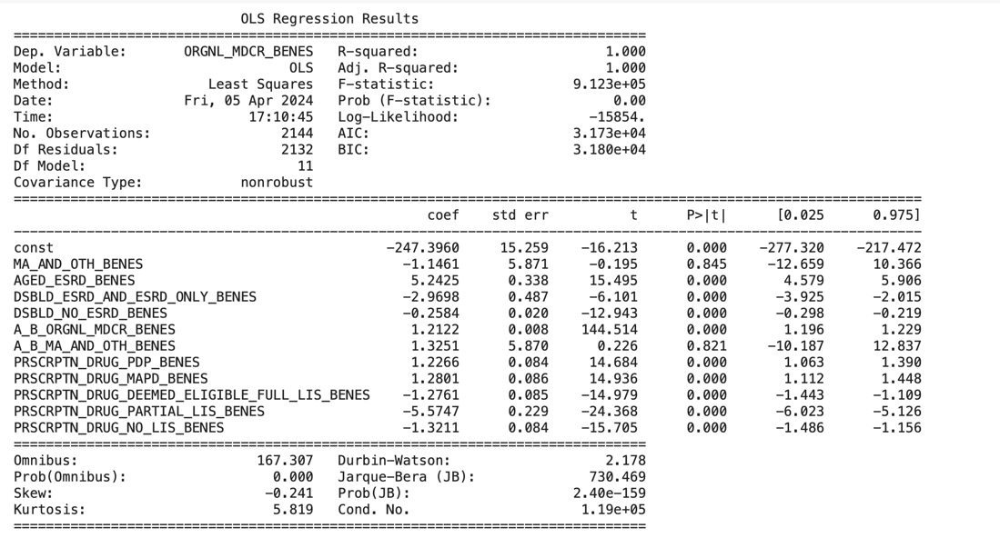 OLS Regression Results
==============================================================================
Dep. Variable: ORGNL_MDCR_BENES R-squared: 1.000
Model: OLS Adj. R-squared: 1.000
Method: Least Squares F-statistic: 9.123e+05
Date: Fri, 05 Apr 2024 Prob (F-statistic): 0.00
Time: 17:10:45 Log-Likelihood: -15854.
No. Observations: 2144 AIC: 3.173e+04
Df Residuals: 2132 BIC: 3.180e+04
Df Model: 11
Covariance Type: nonrobust
================================================================================================================
coef std err t P>|t| [0.025 0.975]
----------------------------------------------------------------------------------------------------------------
const -247.3960 15.259 -16.213 0.000 -277.320 -217.472
MA_AND_OTH_BENES -1.1461 5.871 -0.195 0.845 -12.659 10.366
AGED_ESRD_BENES 5.2425 0.338 15.495 0.000 4.579 5.906
DSBLD_ESRD_AND_ESRD_ONLY_BENES -2.9698 0.487 -6.101 0.000 -3.925 -2.015
DSBLD_NO_ESRD_BENES -0.2584 0.020 -12.943 0.000 -0.298 -0.219
A_B_ORGNL_MDCR_BENES 1.2122 0.008 144.514 0.000 1.196 1.229
A_B_MA_AND_OTH_BENES 1.3251 5.870 0.226 0.821 -10.187 12.837
PRSCRPTN_DRUG_PDP_BENES 1.2266 0.084 14.684 0.000 1.063 1.390
PRSCRPTN_DRUG_MAPD_BENES 1.2801 0.086 14.936 0.000 1.112 1.448
PRSCRPTN_DRUG_DEEMED_ELIGIBLE_FULL_LIS_BENES -1.2761 0.085 -14.979 0.000 -1.443 -1.109
PRSCRPTN_DRUG_PARTIAL_LIS_BENES -5.5747 0.229 -24.368 0.000 -6.023 -5.126
PRSCRPTN_DRUG_NO_LIS_BENES -1.3211 0.084 -15.705 0.000 -1.486 -1.156
==============================================================================
Omnibus: 167.307 Durbin-Watson: 2.178
Prob(Omnibus): 0.000 Jarque-Bera (JB): 730.469
Skew: -0.241 Prob(JB): 2.40e-159
Kurtosis: 5.819 Cond. No. 1.19e+05
==============================================================================